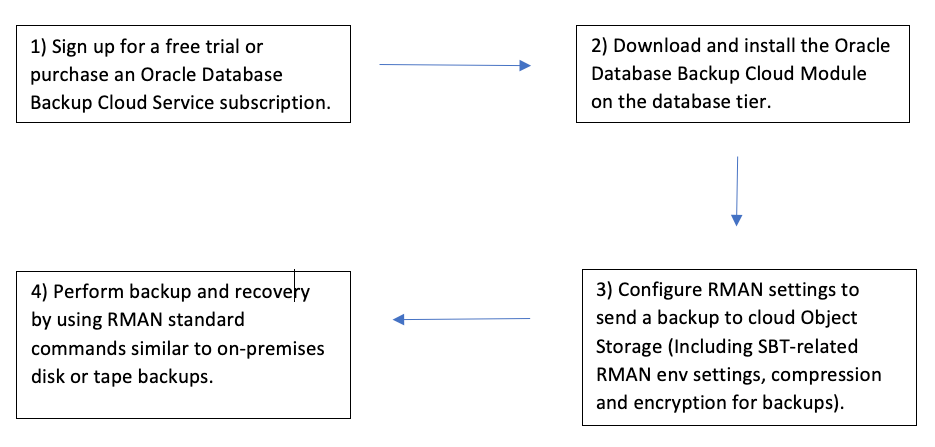 1) Sign up for a free trial or
purchase an Oracle Database
Backup Cloud Service subscription.
2) Download and install the Oracle
Database Backup Cloud Module
on the database tier.
3) Configure RMAN settings to
send a backup to cloud Object
Storage (Including SBT-related
RMAN env settings, compression
and encryption for backups).
4) Perform backup and recovery
by using RMAN standard
commands similar to on-premises
disk or tape backups.